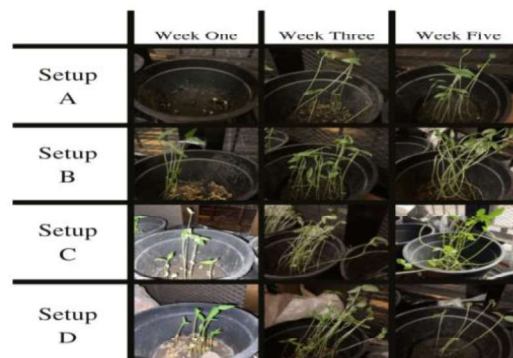 Week One Week Three Week Five
Setup
A
Setup
B
Setup
C
Setup
D